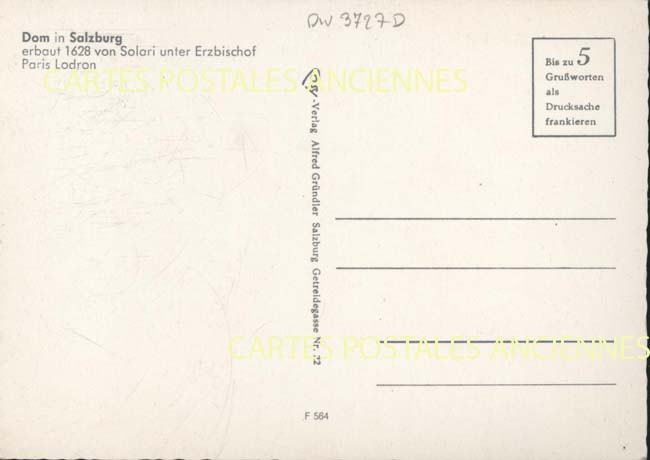 DW 3727 D
Dom in Salzburg
erbaut 1628 von Solari unter Erzbischof
Paris Lodron
CARTES POSTALES ANCIENNES
Bis zu 5
Grußworten
als
Drucksache
frankieren
-Verlag Alfred Gründler Salzburg Getreidegasse Nr. 22
CARTES POSTALES ANCIENNES
F 564